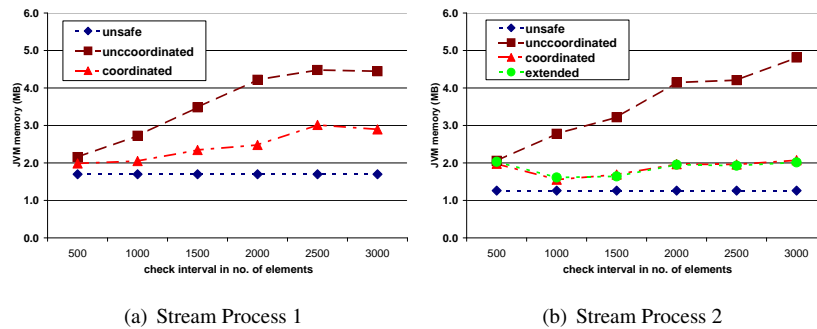 unsafe
unccoordinated
coordinated
JVM memory (MB)
6.0
5.0
4.0
3.0
2.0
1.0
0.0
500 1000 1500 2000 2500 3000
check interval in no. of elements
(a) Stream Process 1
unsafe
unccoordinated
coordinated
extended
JVM memory (MB)
6.0
5.0
4.0
3.0
2.0
1.0
0.0
500 1000 1500 2000 2500 3000
check interval in no. of elements
(b) Stream Process 2